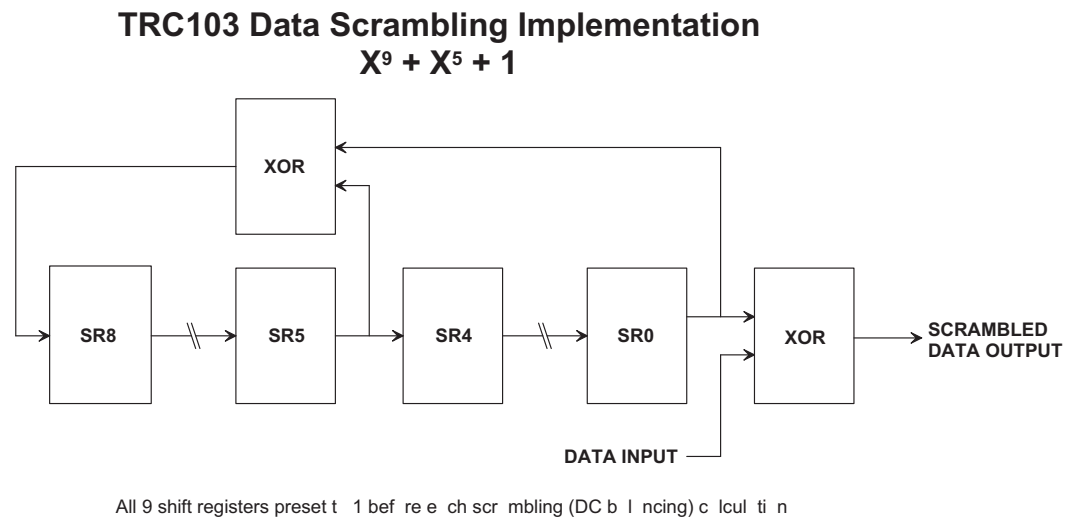 TRC103 Data Scrambling Implementation
X⁹ + X⁵ + 1
XOR
SR8
SR5
SR4
SR0
XOR
SCRAMBLED
DATA OUTPUT
DATA INPUT
All 9 shift registers preset t 1 bef re e ch scr mbling (DC b l ncing) c lcul ti n